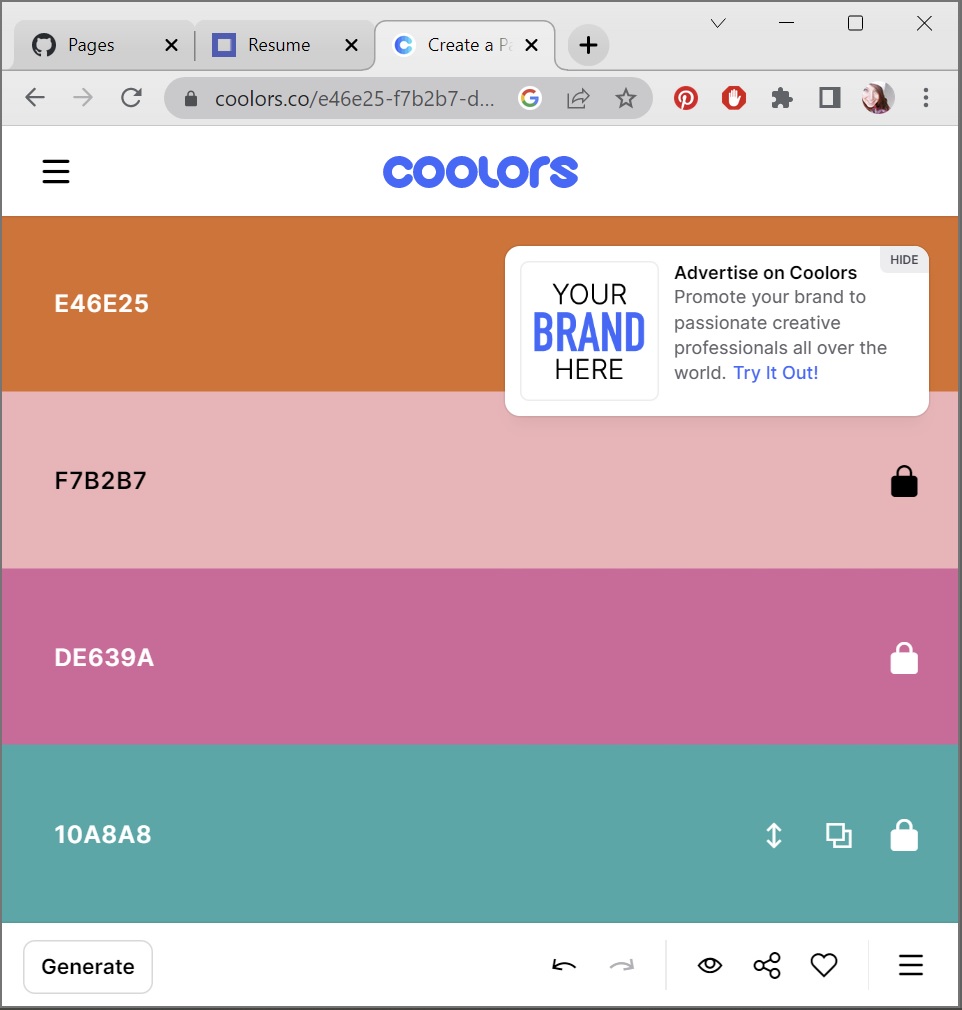 Pages
Resume
Create a Pa
coolors.co/e46e25-f7b2b7-d...
coolors
E46E25
HIDE
YOUR
BRAND
HERE
Advertise on Coolors
Promote your brand to
passionate creative
professionals all over the
world. Try It Out!
F7B2B7
DE639A
10A8A8
Generate